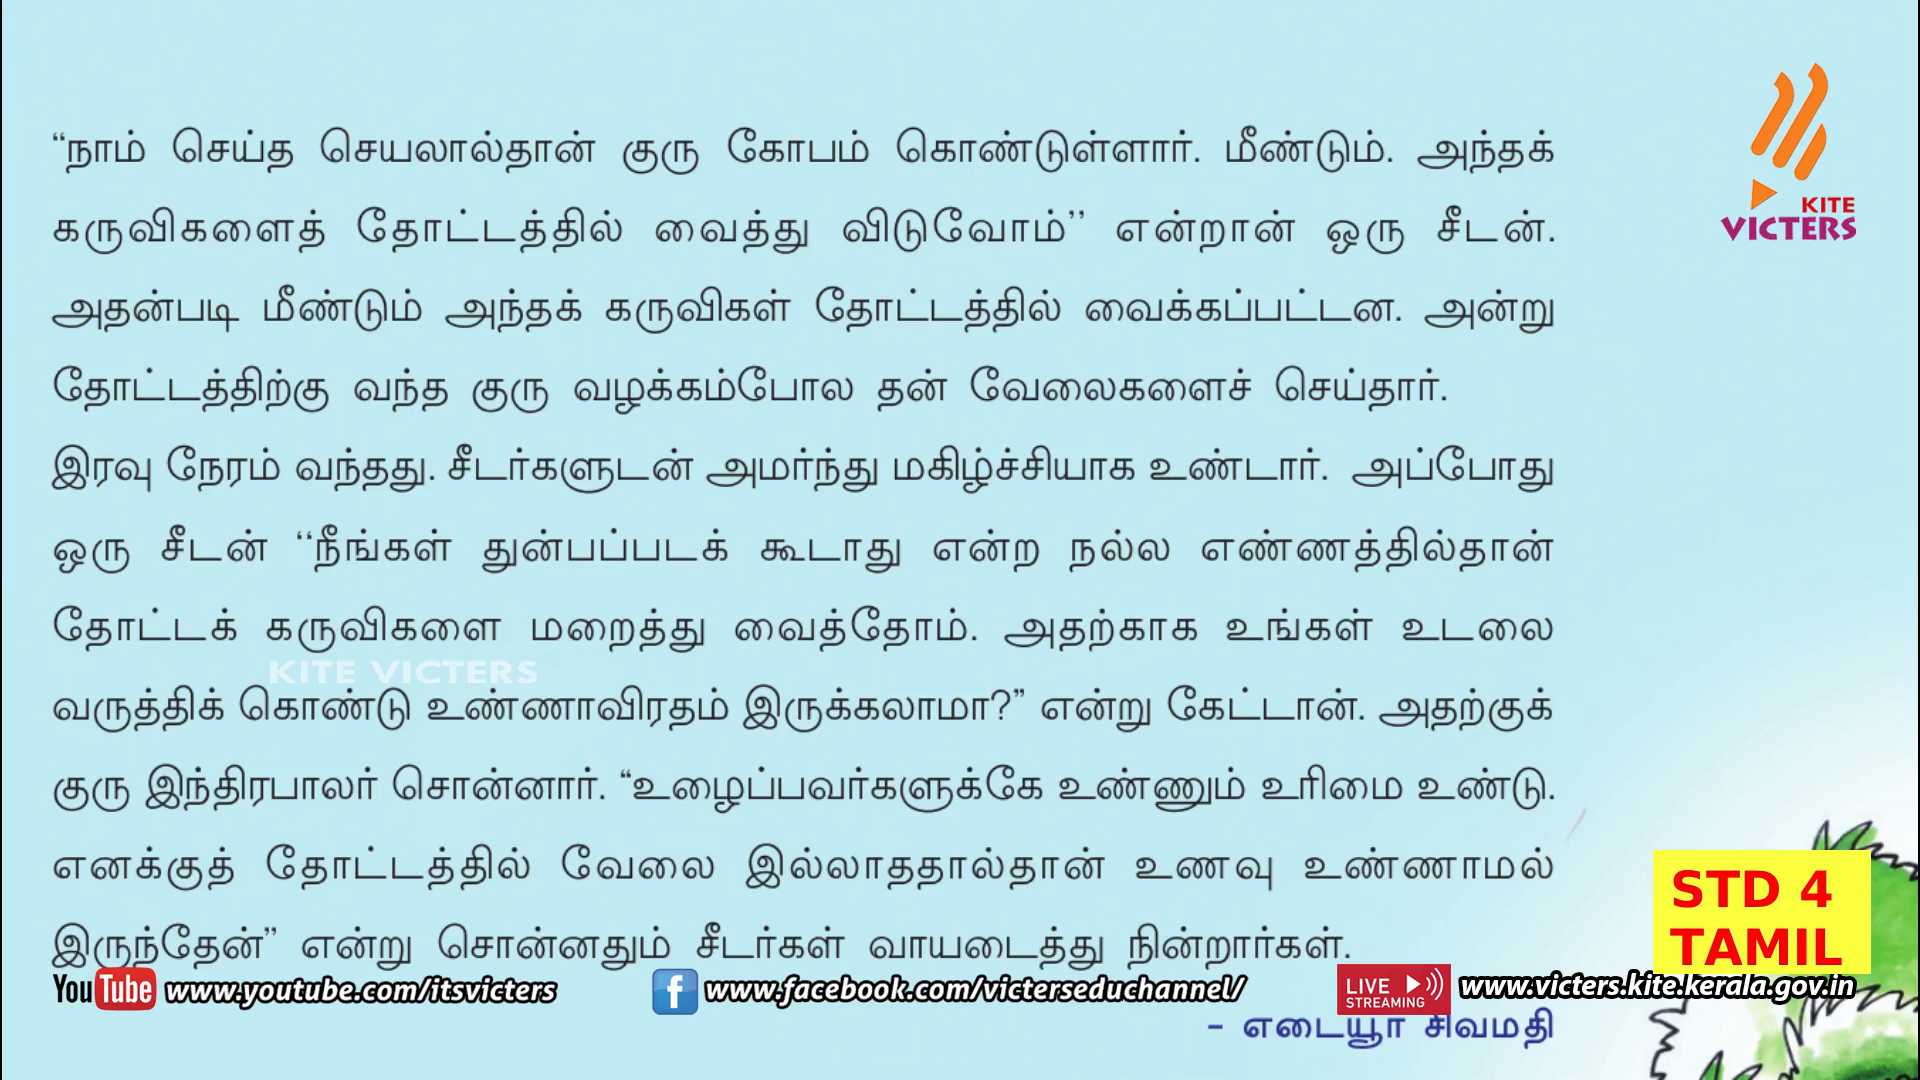 “நாம் செய்த செயலால்தான் குரு கோபம் கொண்டுள்ளார். மீண்டும். அந்தக்
கருவிகளைத் தோட்டத்தில் வைத்து விடுவோம்’’ என்றான் ஒரு சீடன்.
அதன்படி மீண்டும் அந்தக் கருவிகள் தோட்டத்தில் வைக்கப்பட்டன. அன்று
தோட்டத்திற்கு வந்த குரு வழக்கம்போல தன் வேலைகளைச் செய்தார்.
இரவு நேரம் வந்தது. சீடர்களுடன் அமர்ந்து மகிழ்ச்சியாக உண்டார். அப்போது
ஒரு சீடன் ‘‘நீங்கள் துன்பப்படக் கூடாது என்ற நல்ல எண்ணத்தில்தான்
தோட்டக் கருவிகளை மறைத்து வைத்தோம். அதற்காக உங்கள் உடலை
வருத்திக் கொண்டு உண்ணாவிரதம் இருக்கலாமா?” என்று கேட்டான். அதற்குக்
குரு இந்திரபாலர் சொன்னார். “உழைப்பவர்களுக்கே உண்ணும் உரிமை உண்டு.
எனக்குத் தோட்டத்தில் வேலை இல்லாததால்தான் உணவு உண்ணாமல்
இருந்தேன்” என்று சொன்னதும் சீடர்கள் வாயடைத்து நின்றார்கள்.
- எடையூர் சிவமதி
KITE
VICTERS
KITE VICTERS
STD 4
TAMIL
YouTube www.youtube.com/itsvicters
f www.facebook.com/victerseduchannel/
LIVE
STREAMING
www.victers.kite.kerala.gov.in